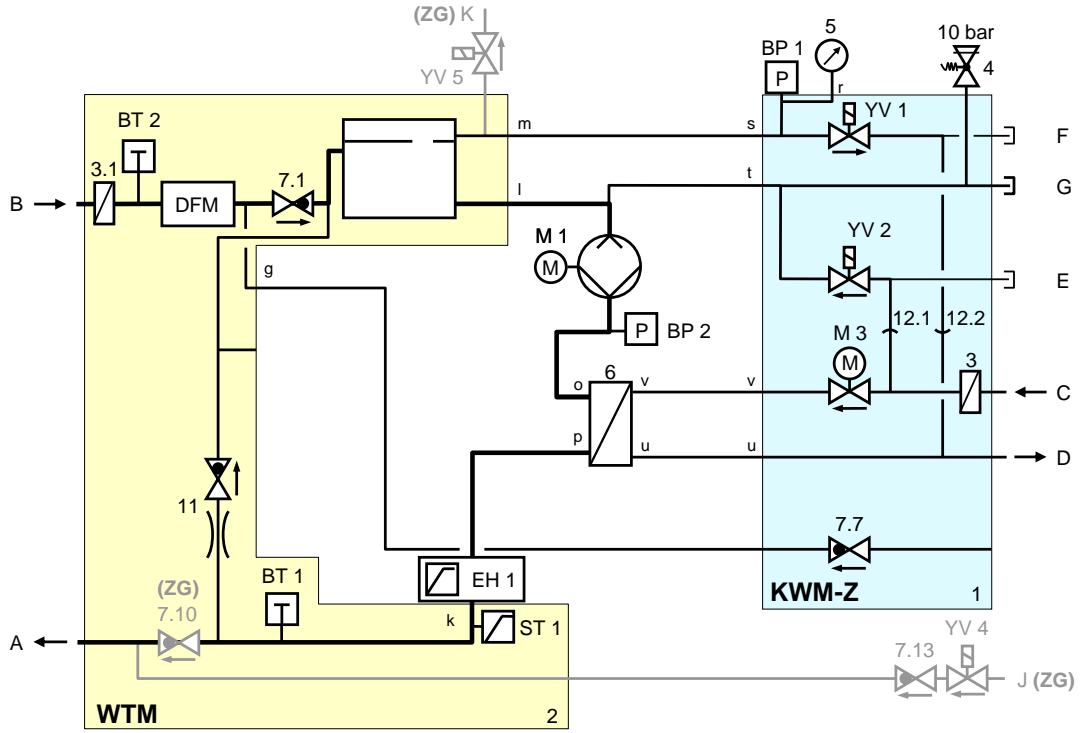 (ZG) K
YV 5
5
BP 1
P
r
10 bar
4
BT 2
m
s
YV 1
F
3.1
7.1
B
DFM
l
t
G
YV 2
M 1
M
g
E
12.1
12.2
P
BP 2
M 3
M
6
3
o
v
v
C
p
u
u
D
11
7.7
EH 1
(ZG)
7.10
BT 1
k
ST 1
KWM-Z
1
YV 4
A
7.13
J (ZG)
WTM
2